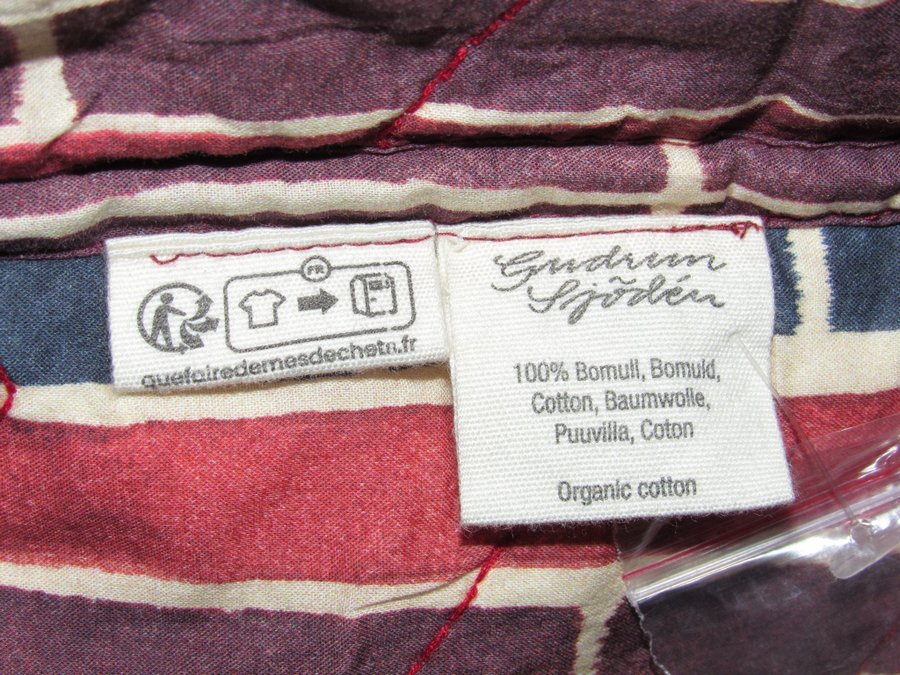 FR
quefairedemesdechets.fr
Gudrun
Sjödén
100% Bomull, Bomuld,
Cotton, Baumwolle,
Puuvilla, Coton
Organic cotton